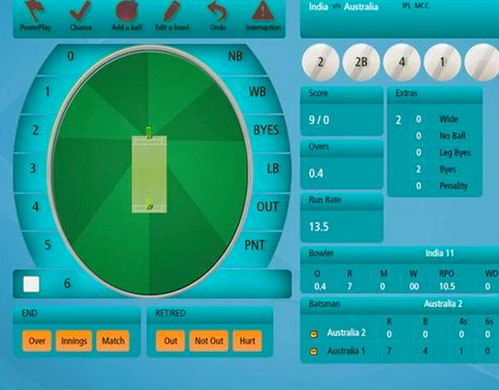 PowerPlay Chance Add a ball Edit a bowl Undo Interruption
India v/s Australia IPL MCC
2 2B 4 1
0 NB
1 WB
2 BYES
3 LB
4 OUT
5 PNT
6
Score
9 / 0
Overs
0.4
Run Rate
13.5
Extras
2 0 Wide
0 No Ball
0 Leg Byes
2 Byes
0 Penality
Bowler India 11
O R M W RPO WD
0.4 7 0 00 10.5 0
Batsman Australia 2
R B 4s 6s
Australia 2 0 0 0 0
Australia 1 7 4 1 0
END
Over Innings Match
RETIRED
Out Not Out Hurt